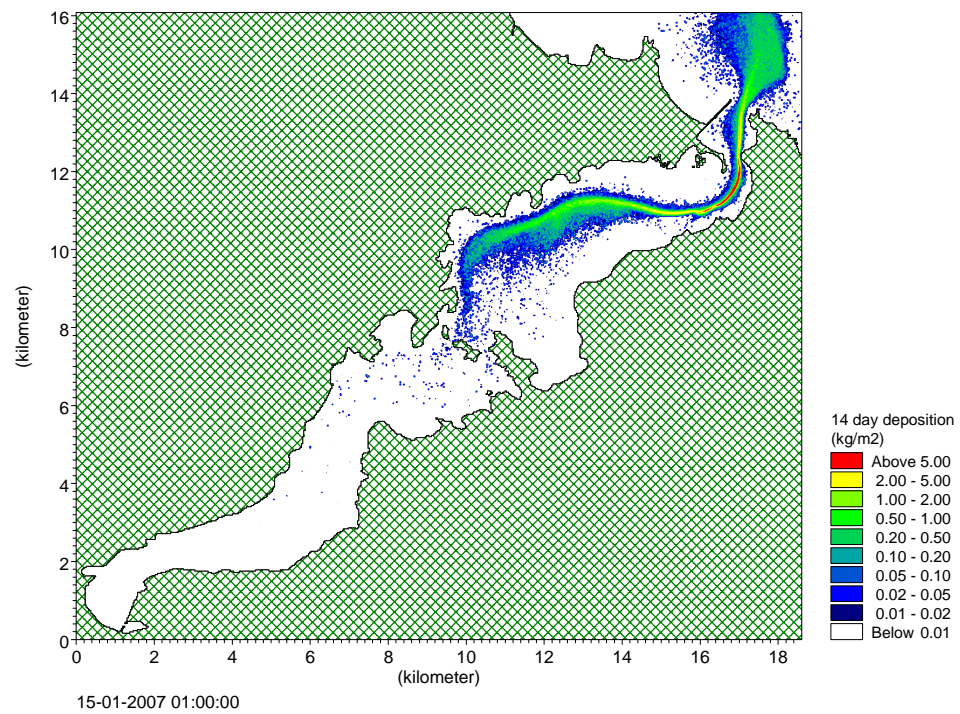 16
14
12
10
8
6
4
2
0
(kilometer)
0 2 4 6 8 10 12 14 16 18
(kilometer)
15-01-2007 01:00:00
14 day deposition
(kg/m2)
Above 5.00
2.00 - 5.00
1.00 - 2.00
0.50 - 1.00
0.20 - 0.50
0.10 - 0.20
0.05 - 0.10
0.02 - 0.05
0.01 - 0.02
Below 0.01